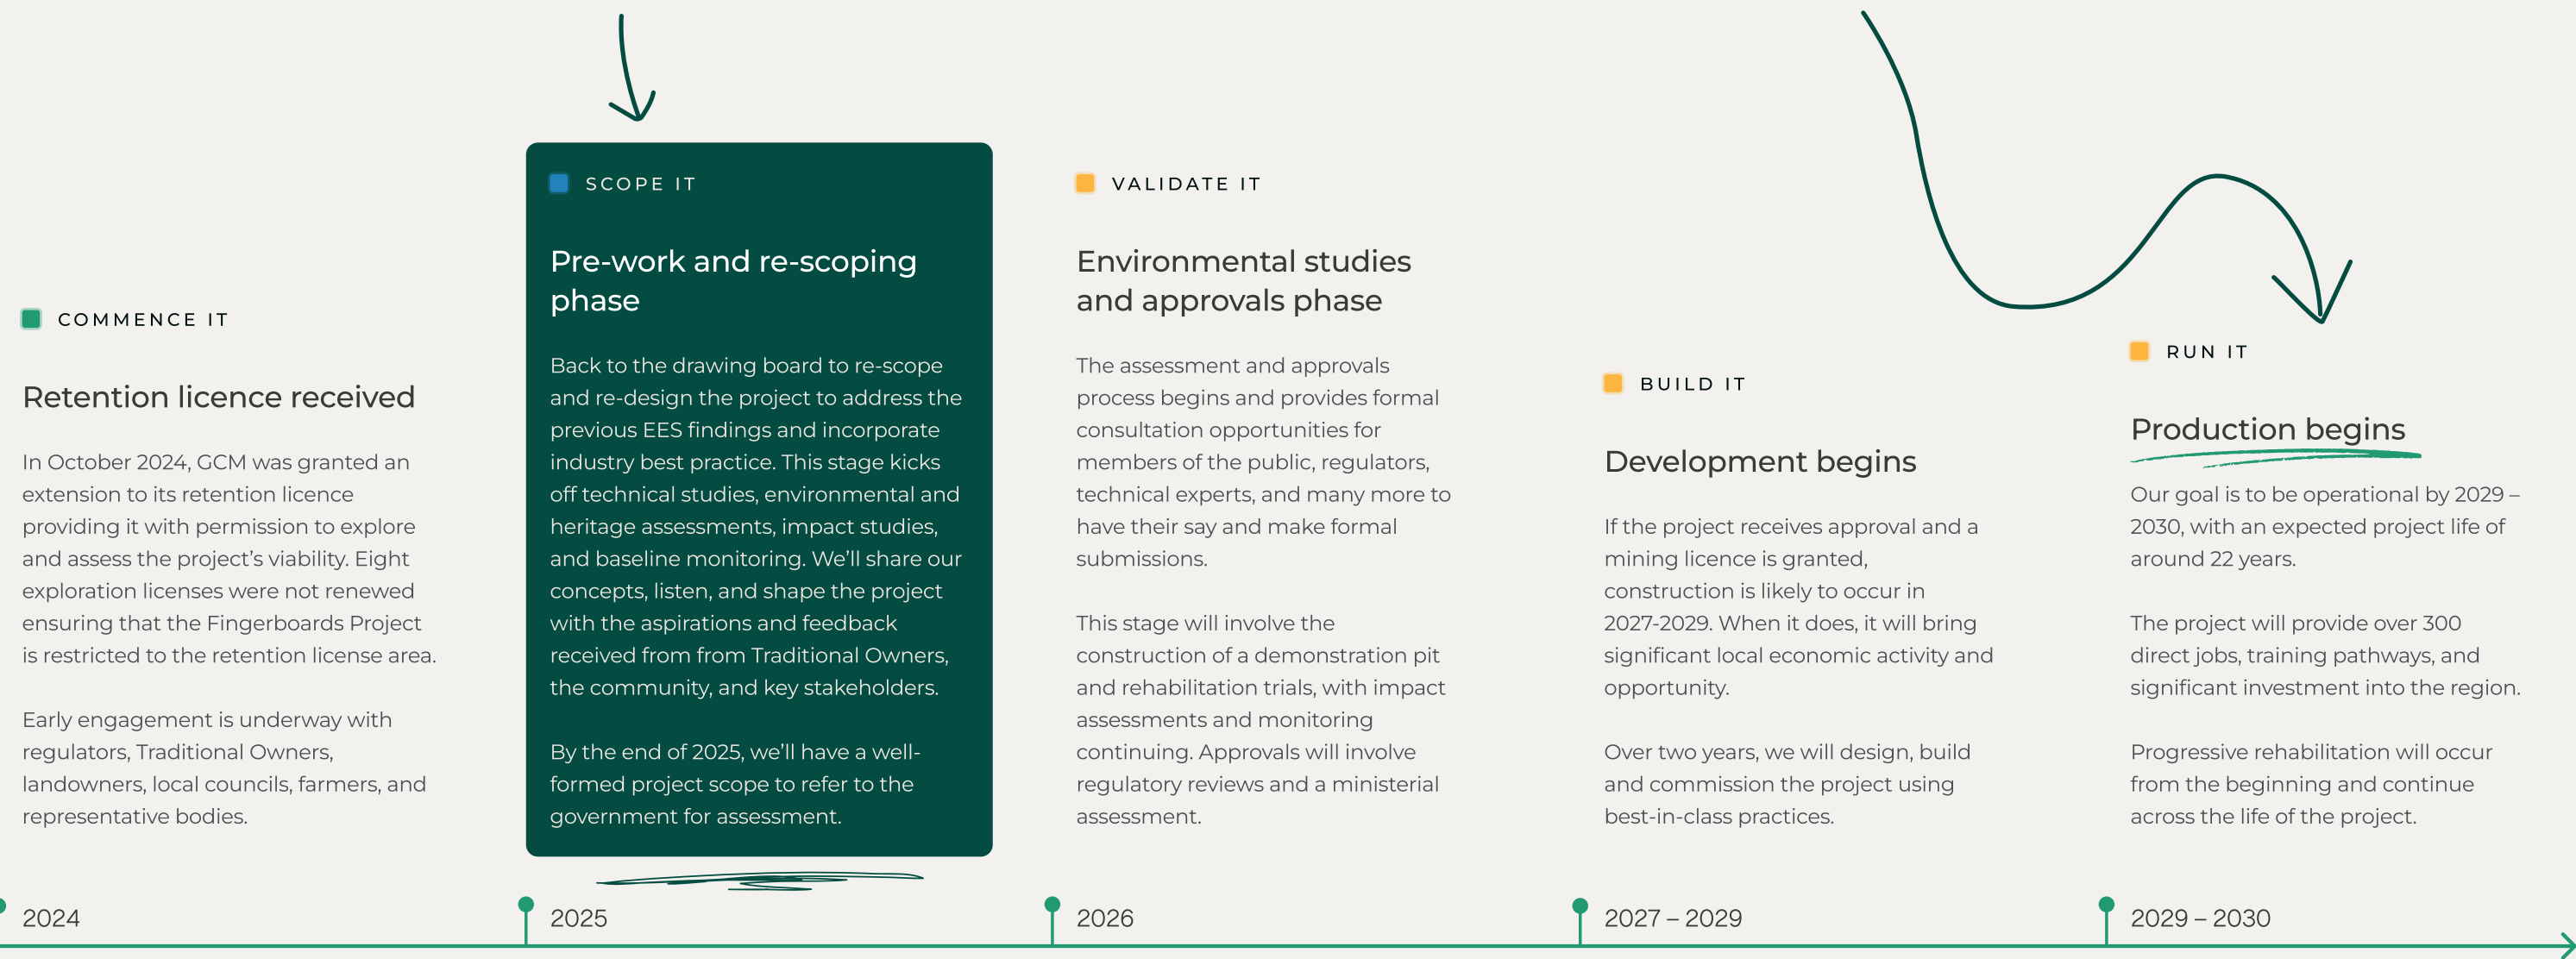 COMMENCE IT
Retention licence received
In October 2024, GCM was granted an
extension to its retention licence
providing it with permission to explore
and assess the project’s viability. Eight
exploration licenses were not renewed
ensuring that the Fingerboards Project
is restricted to the retention license area.
Early engagement is underway with
regulators, Traditional Owners,
landowners, local councils, farmers, and
representative bodies.
2024
SCOPE IT
Pre-work and re-scoping
phase
Back to the drawing board to re-scope
and re-design the project to address the
previous EES findings and incorporate
industry best practice. This stage kicks
off technical studies, environmental and
heritage assessments, impact studies,
and baseline monitoring. We’ll share our
concepts, listen, and shape the project
with the aspirations and feedback
received from from Traditional Owners,
the community, and key stakeholders.
By the end of 2025, we’ll have a well-
formed project scope to refer to the
government for assessment.
2025
VALIDATE IT
Environmental studies
and approvals phase
The assessment and approvals
process begins and provides formal
consultation opportunities for
members of the public, regulators,
technical experts, and many more to
have their say and make formal
submissions.
This stage will involve the
construction of a demonstration pit
and rehabilitation trials, with impact
assessments and monitoring
continuing. Approvals will involve
regulatory reviews and a ministerial
assessment.
2026
BUILD IT
Development begins
If the project receives approval and a
mining licence is granted,
construction is likely to occur in
2027-2029. When it does, it will bring
significant local economic activity and
opportunity.
Over two years, we will design, build
and commission the project using
best-in-class practices.
2027 – 2029
RUN IT
Production begins
Our goal is to be operational by 2029 –
2030, with an expected project life of
around 22 years.
The project will provide over 300
direct jobs, training pathways, and
significant investment into the region.
Progressive rehabilitation will occur
from the beginning and continue
across the life of the project.
2029 – 2030